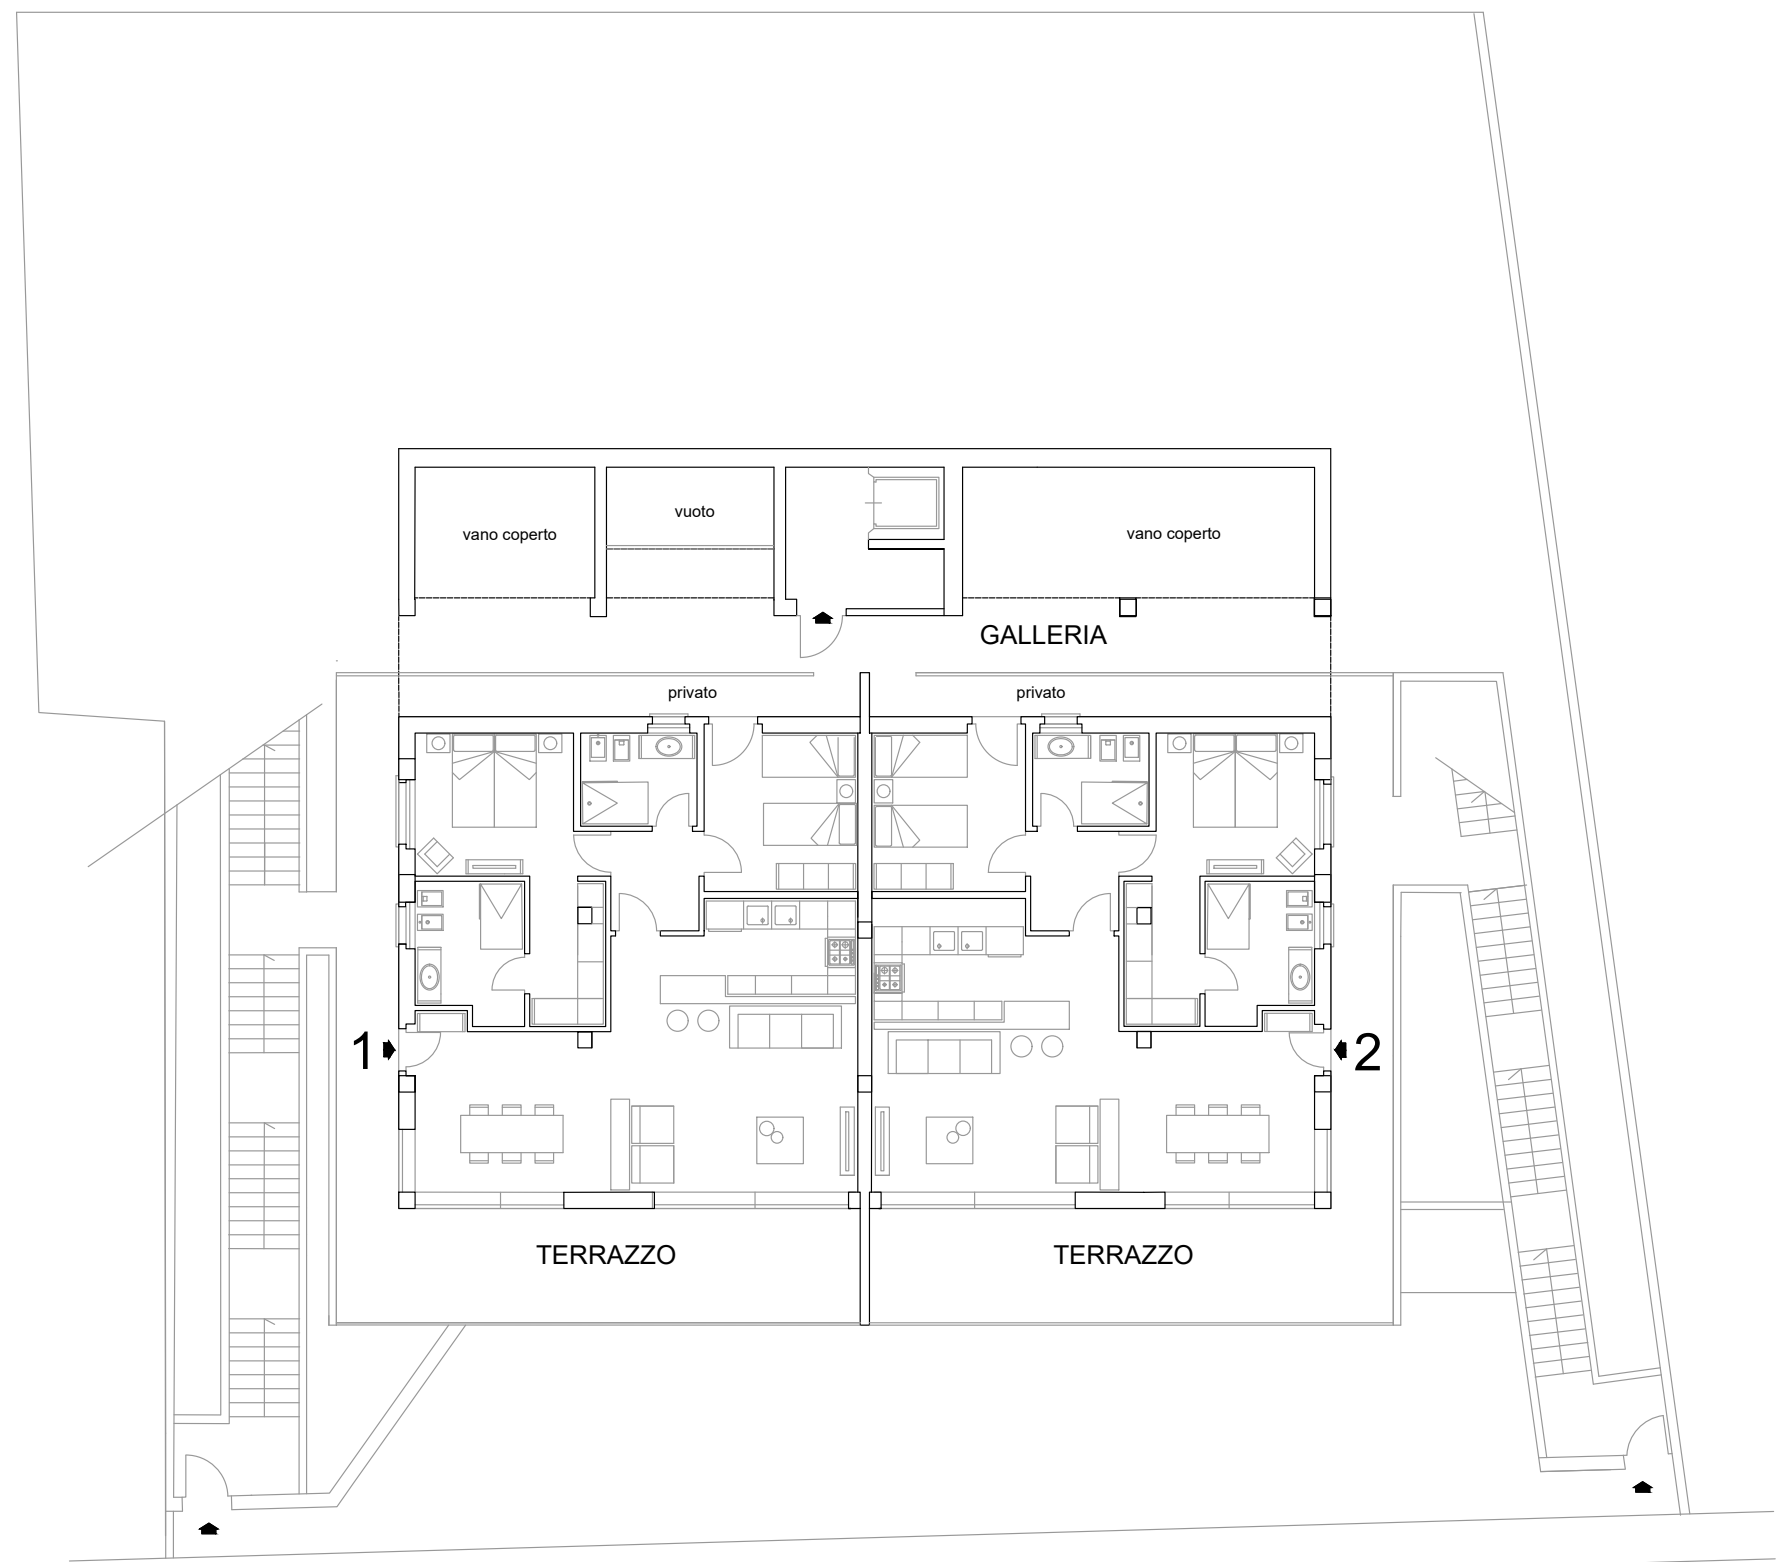 vuoto
vano coperto
vano coperto
GALLERIA
privato
privato
1
2
TERRAZZO
TERRAZZO